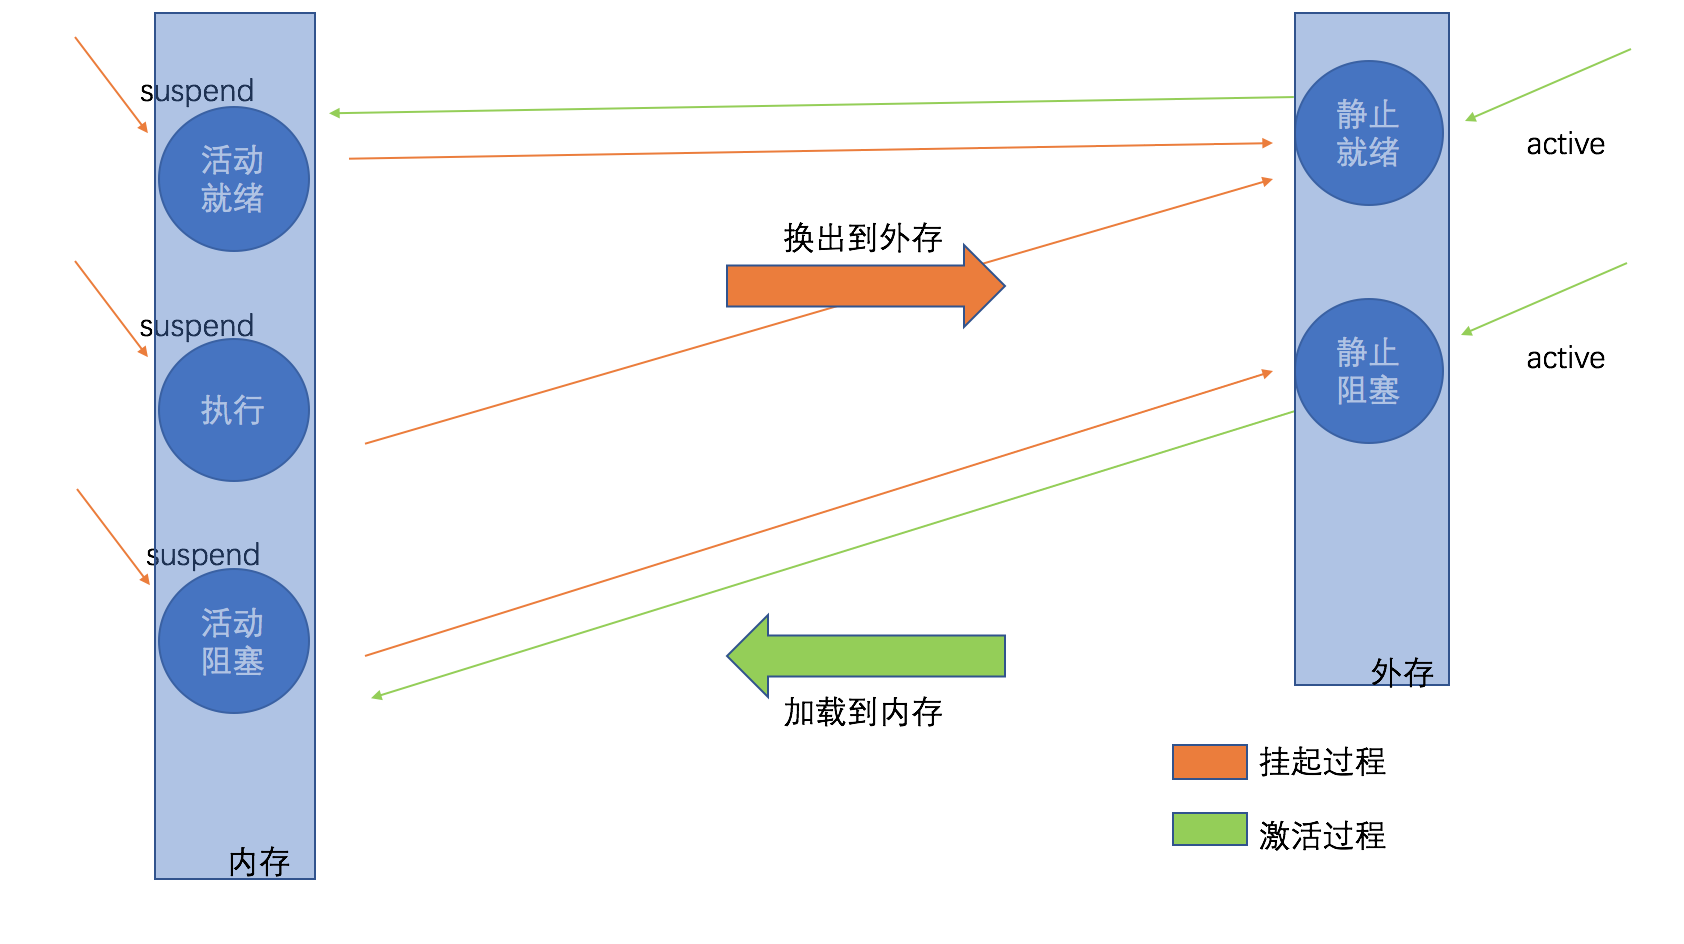 suspend
活动
就绪
suspend
执行
suspend
活动
阻塞
内存
换出到外存
加载到内存
静止
就绪
active
静止
阻塞
active
外存
挂起过程
激活过程